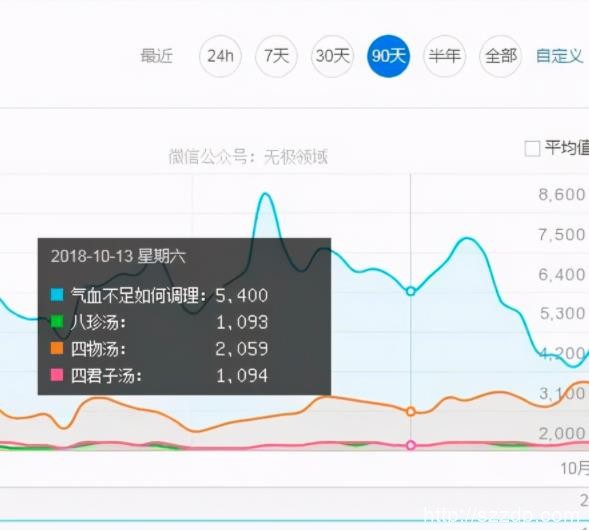 最近 24h 7天 30天 90天 半年 全部 自定义
微信公众号：无极领域
平均值
8,600
7,500
6,400
5,300
4,200
3,100
2,000
2018-10-13 星期六
气血不足如何调理：5,400
八珍汤： 1,093
四物汤： 2,059
四君子汤： 1,094
10月
2